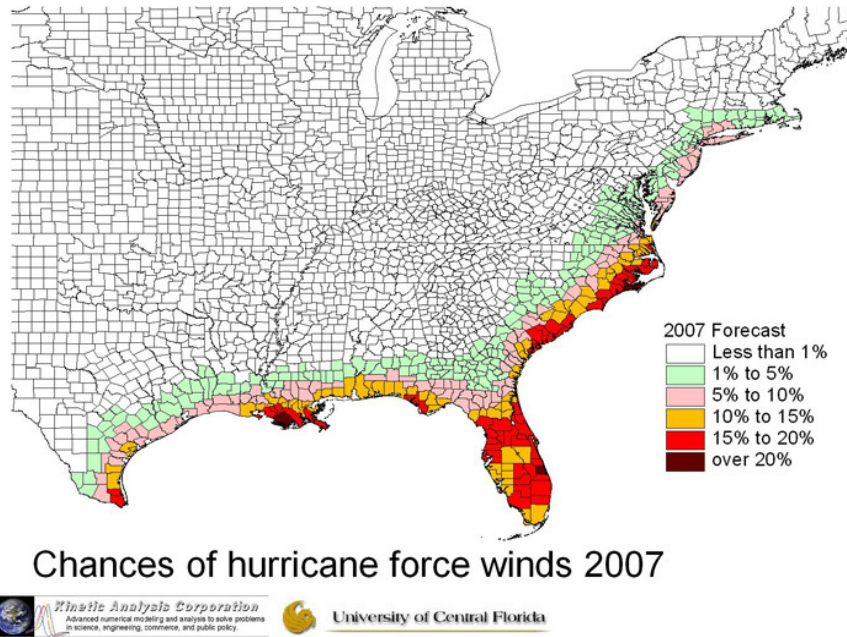 2007 Forecast
Less than 1%
1% to 5%
5% to 10%
10% to 15%
15% to 20%
over 20%
Chances of hurricane force winds 2007
Kinetic Analysis Corporation
Advanced numerical modeling and analysis to solve problems
in science, engineering, commerce, and public policy.
University of Central Florida